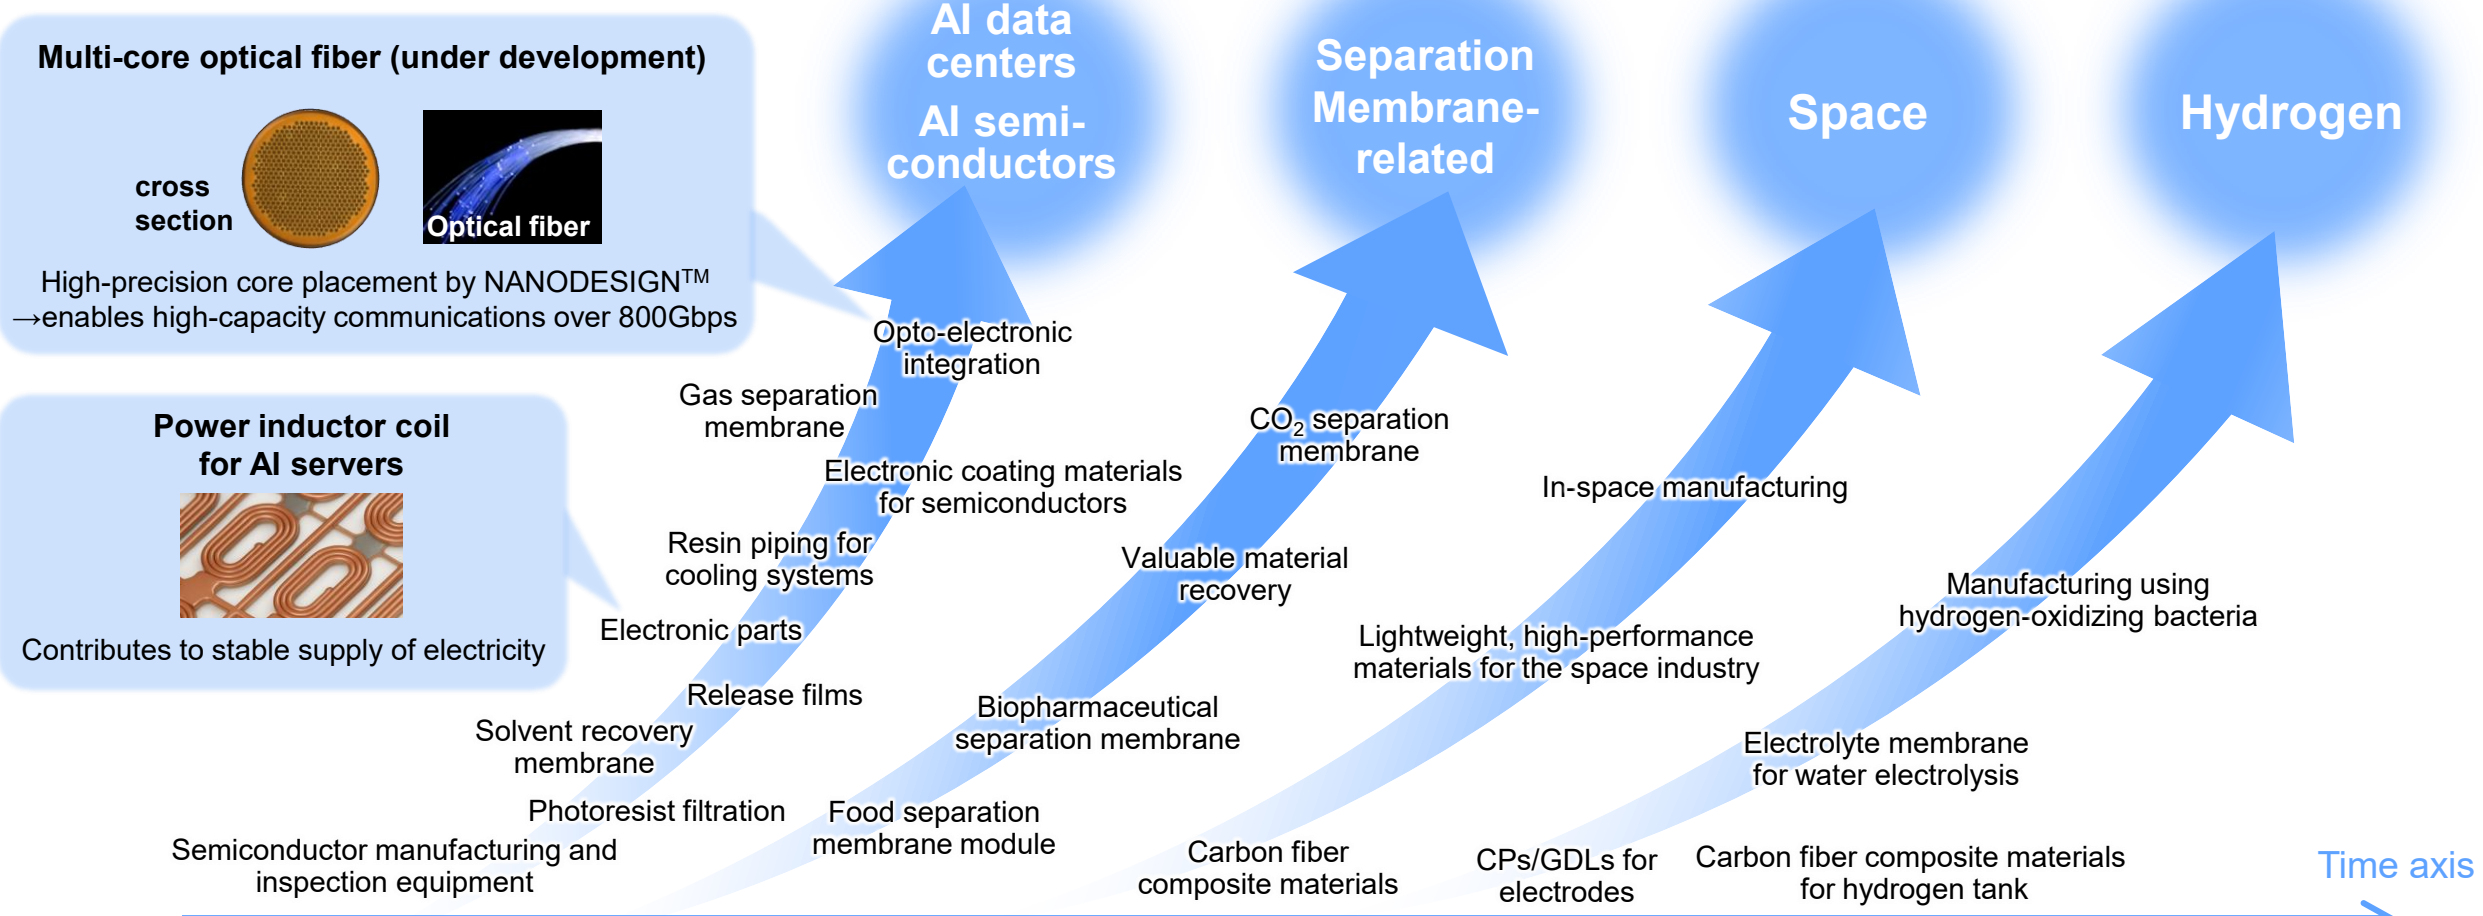 Multi-core optical fiber (under development)
cross
section
Optical fiber
High-precision core placement by NANODESIGN™
→enables high-capacity communications over 800Gbps
Power inductor coil
for AI servers
Contributes to stable supply of electricity
AI data
centers
AI semi-
conductors
Opto-electronic
integration
Gas separation
membrane
Electronic coating materials
for semiconductors
Resin piping for
cooling systems
Electronic parts
Release films
Solvent recovery
membrane
Photoresist filtration
Semiconductor manufacturing and
inspection equipment
Separation
Membrane-
related
CO₂ separation
membrane
Valuable material
recovery
Biopharmaceutical
separation membrane
Food separation
membrane module
Space
In-space manufacturing
Lightweight, high-performance
materials for the space industry
Carbon fiber
composite materials
Hydrogen
Manufacturing using
hydrogen-oxidizing bacteria
Electrolyte membrane
for water electrolysis
CPs/GDLs for
electrodes
Carbon fiber composite materials
for hydrogen tank
Time axis